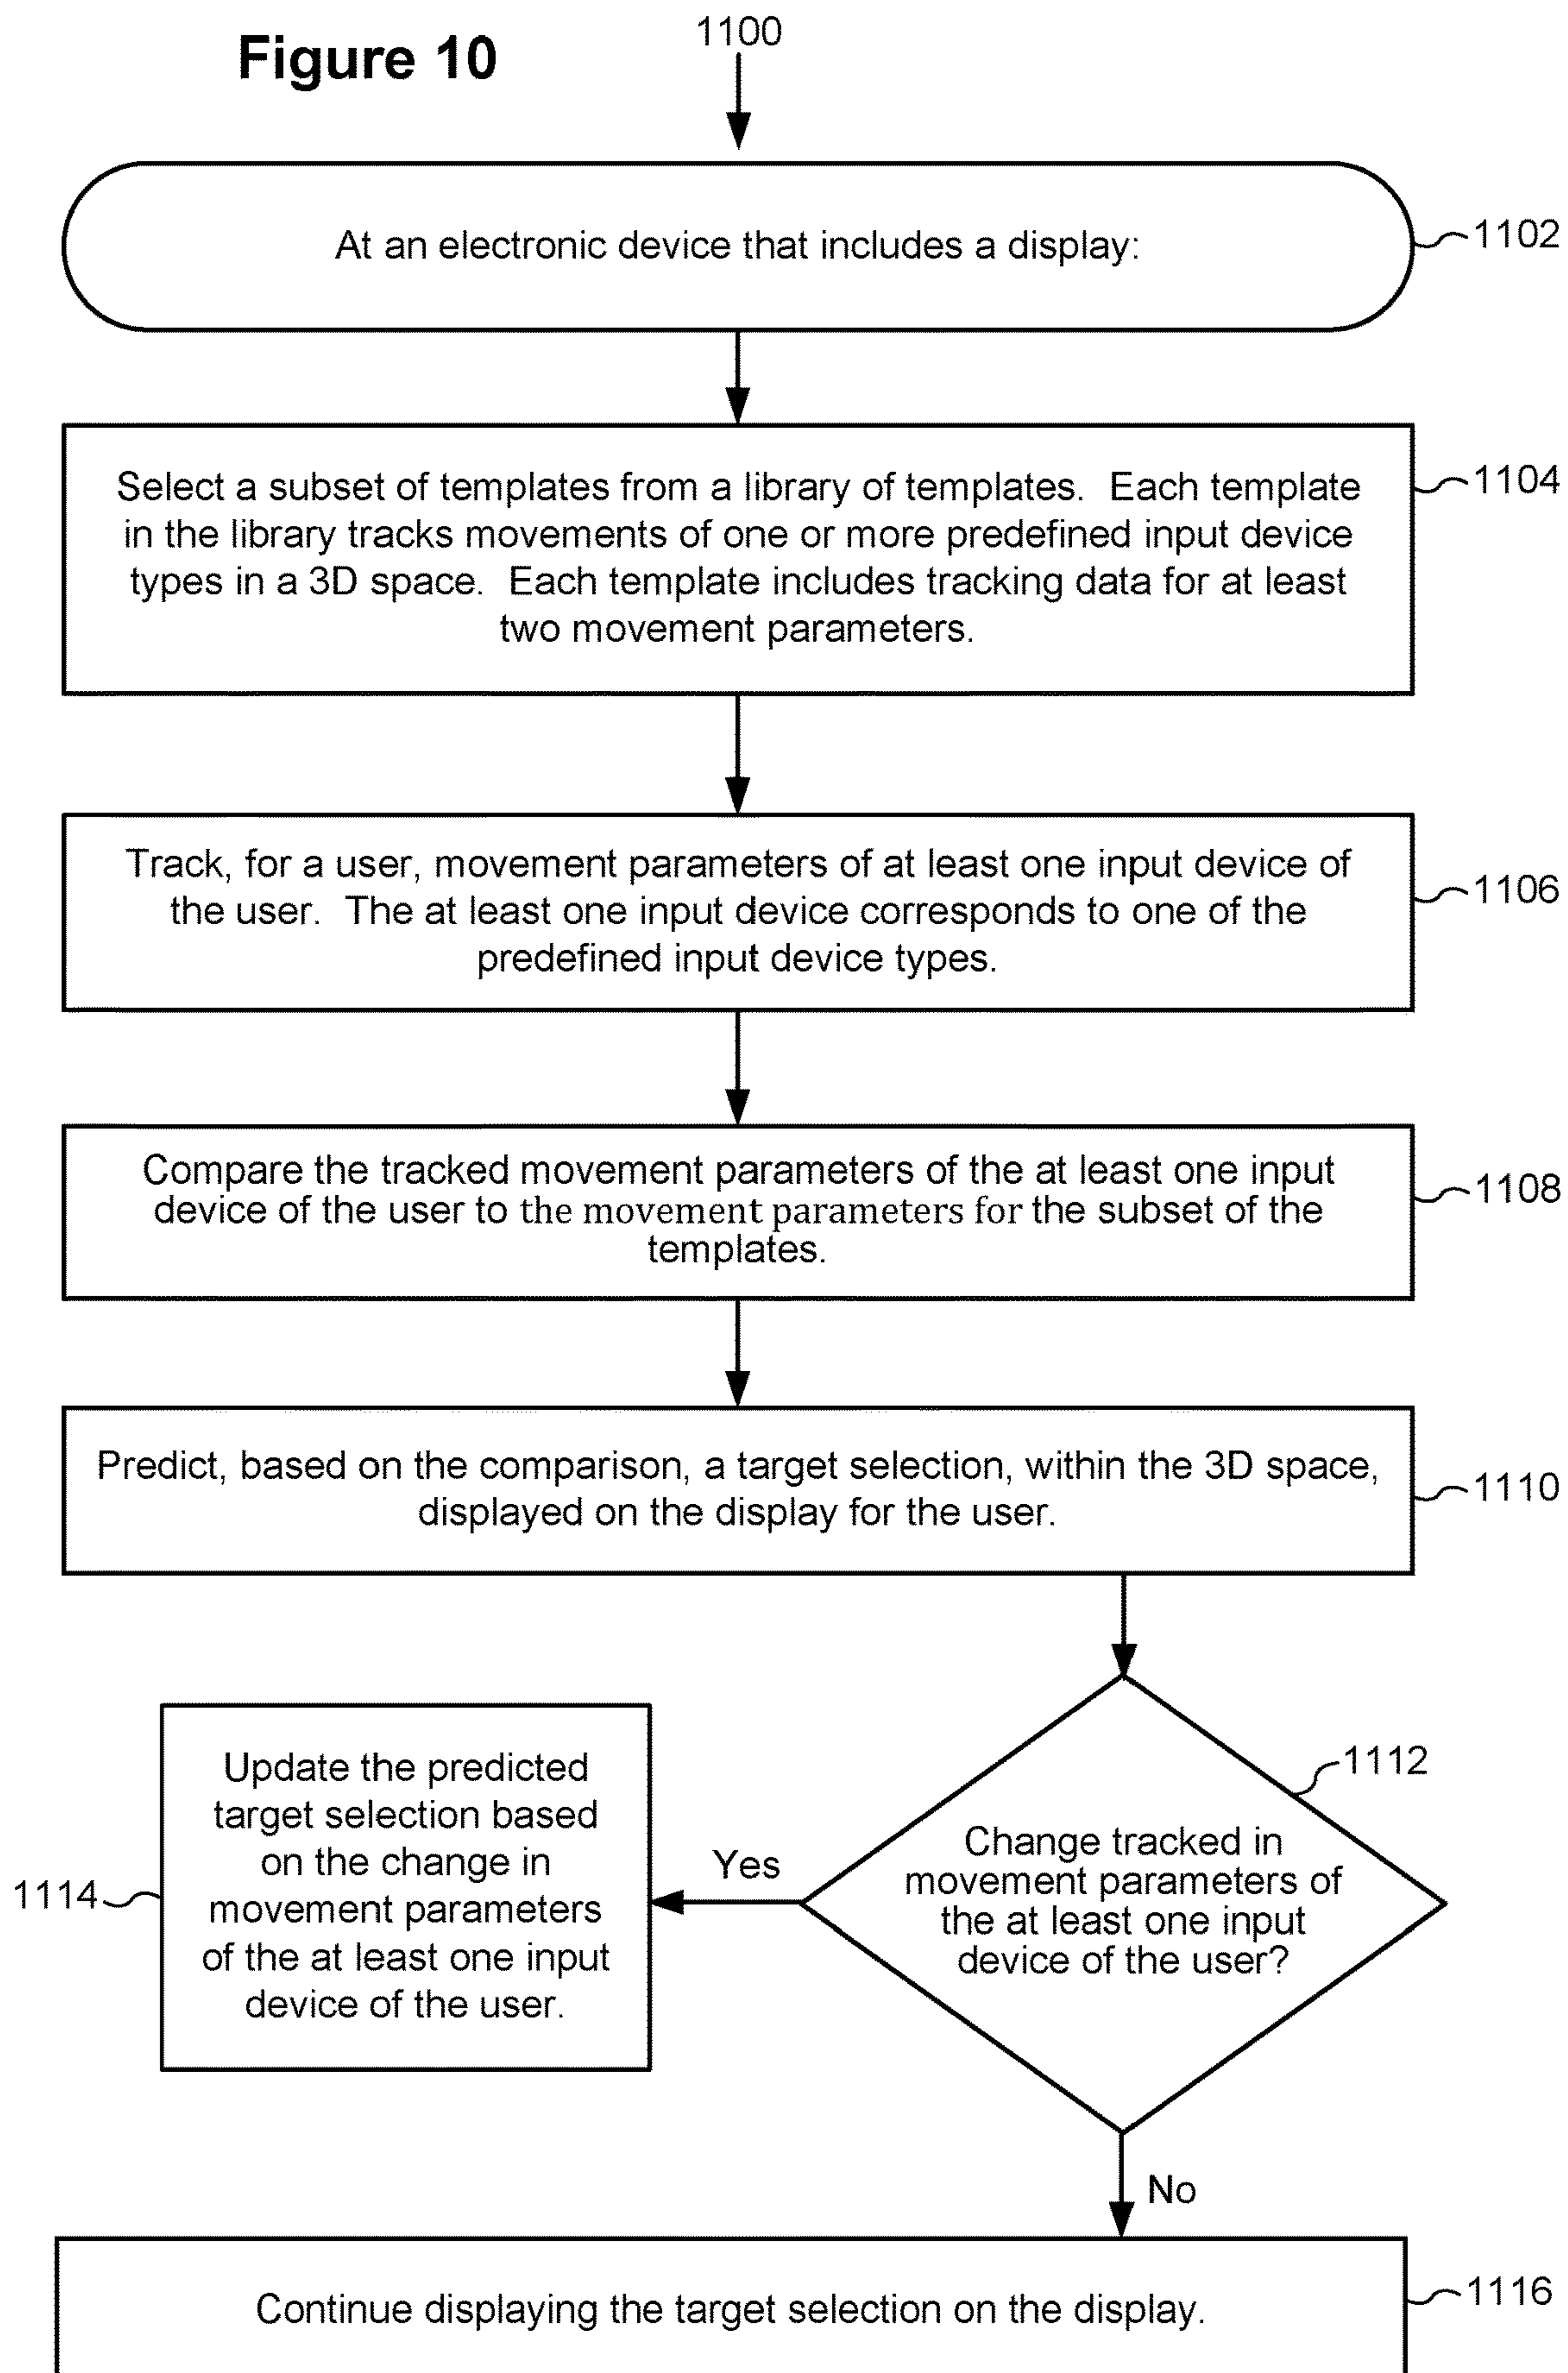 Figure 10
1100
At an electronic device that includes a display:
1102
Select a subset of templates from a library of templates.  Each template
in the library tracks movements of one or more predefined input device
types in a 3D space.  Each template includes tracking data for at least
two movement parameters.
1104
Track, for a user, movement parameters of at least one input device of
the user.  The at least one input device corresponds to one of the
predefined input device types.
1106
Compare the tracked movement parameters of the at least one input
device of the user to the movement parameters for the subset of the
templates.
1108
Predict, based on the comparison, a target selection, within the 3D space,
displayed on the display for the user.
1110
Change tracked in
movement parameters of
the at least one input
device of the user?
1112
Yes
Update the predicted
target selection based
on the change in
movement parameters
of the at least one input
device of the user.
1114
No
Continue displaying the target selection on the display.
1116